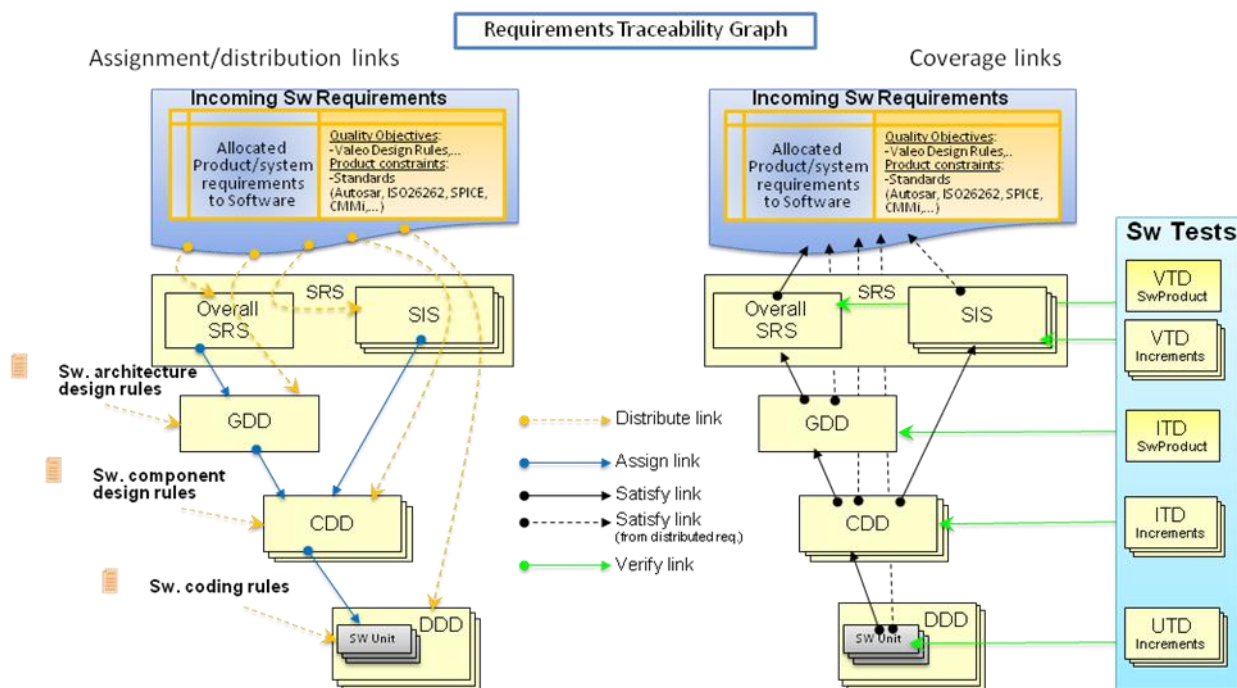 Requirements Traceability Graph
Assignment/distribution links
Incoming Sw Requirements
Allocated
Product/system
requirements
to Software
Quality Objectives:
-Valeo Design Rules,...
Product constraints:
-Standards
(Autosar, ISO26262, SPICE,
CMMi,...)
SRS
Overall
SRS
SIS
Sw. architecture
design rules
GDD
Sw. component
design rules
CDD
Sw. coding rules
DDD
SW Unit
Distribute link
Assign link
Satisfy link
Satisfy link
(from distributed req.)
Verify link
Coverage links
Incoming Sw Requirements
Allocated
Product/system
requirements
to Software
Quality Objectives:
-Valeo Design Rules,..
Product constraints:
-Standards
(Autosar, ISO26262, SPICE,
CMMi,...)
SRS
Overall
SRS
SIS
GDD
CDD
DDD
SW Unit
Sw Tests
VTD
SwProduct
VTD
Increments
ITD
SwProduct
ITD
Increments
UTD
Increments